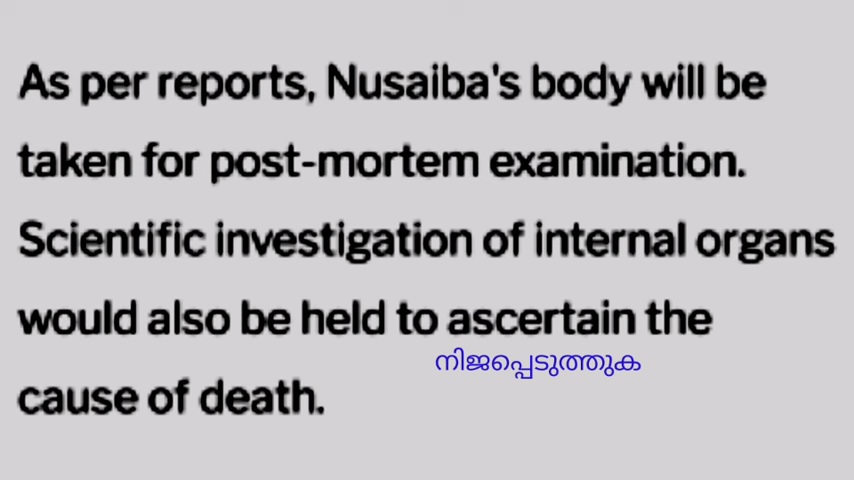 As per reports, Nusaiba's body will be
taken for post-mortem examination.
Scientific investigation of internal organs
would also be held to ascertain the
നിജപ്പെടുത്തുക
cause of death.